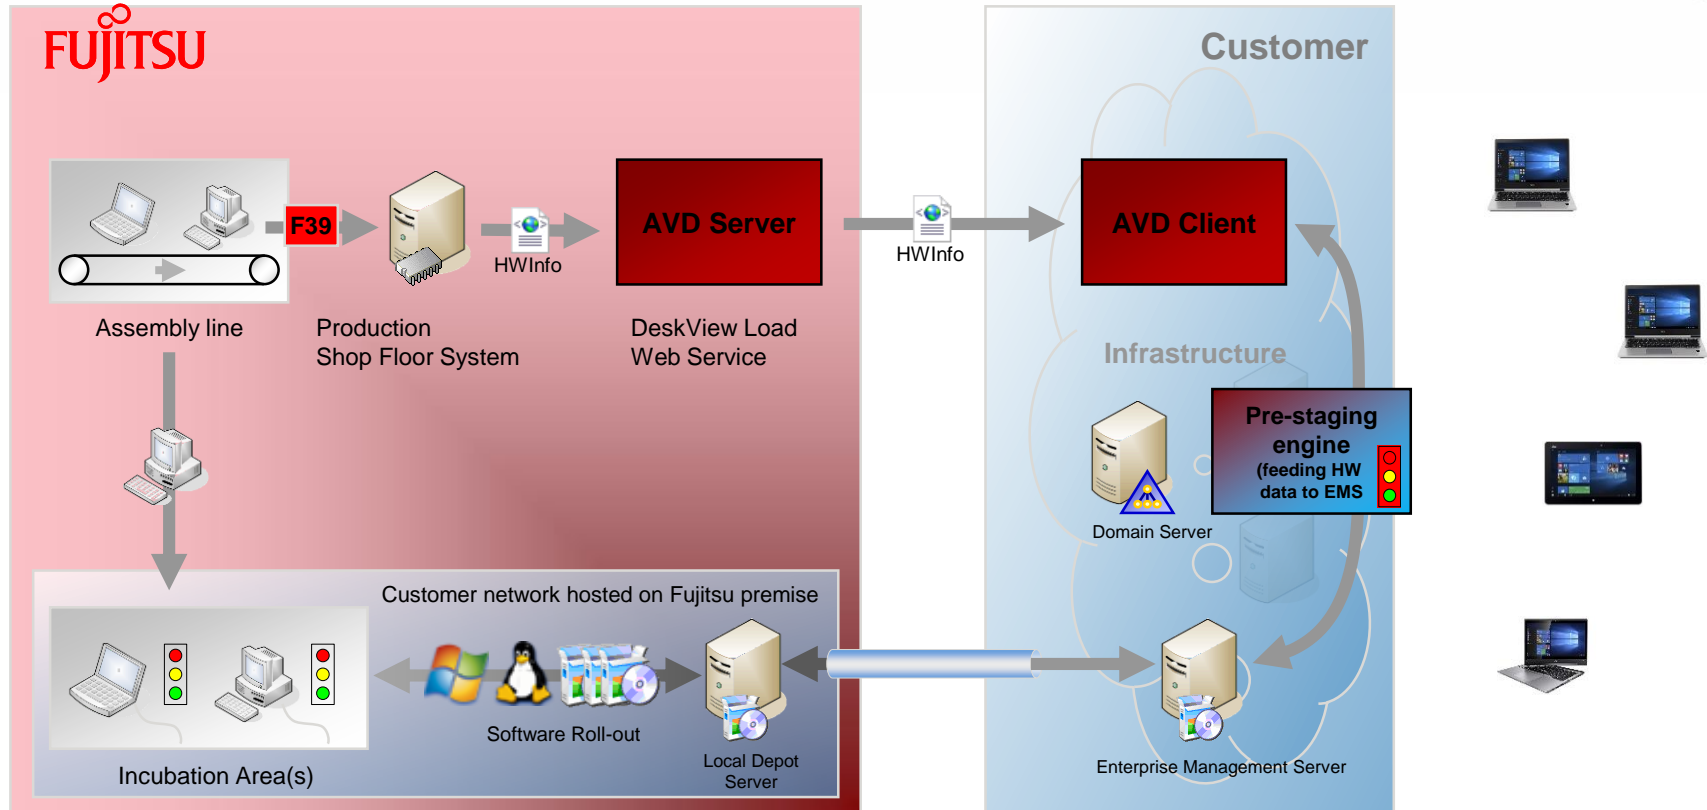 FUJITSU
Customer
F39
HWInfo
AVD Server
HWInfo
AVD Client
Assembly line
Production
Shop Floor System
DeskView Load
Web Service
Infrastructure
Pre-staging
engine
(feeding HW
data to EMS
Domain Server
Customer network hosted on Fujitsu premise
Software Roll-out
Local Depot
Server
Enterprise Management Server
Incubation Area(s)